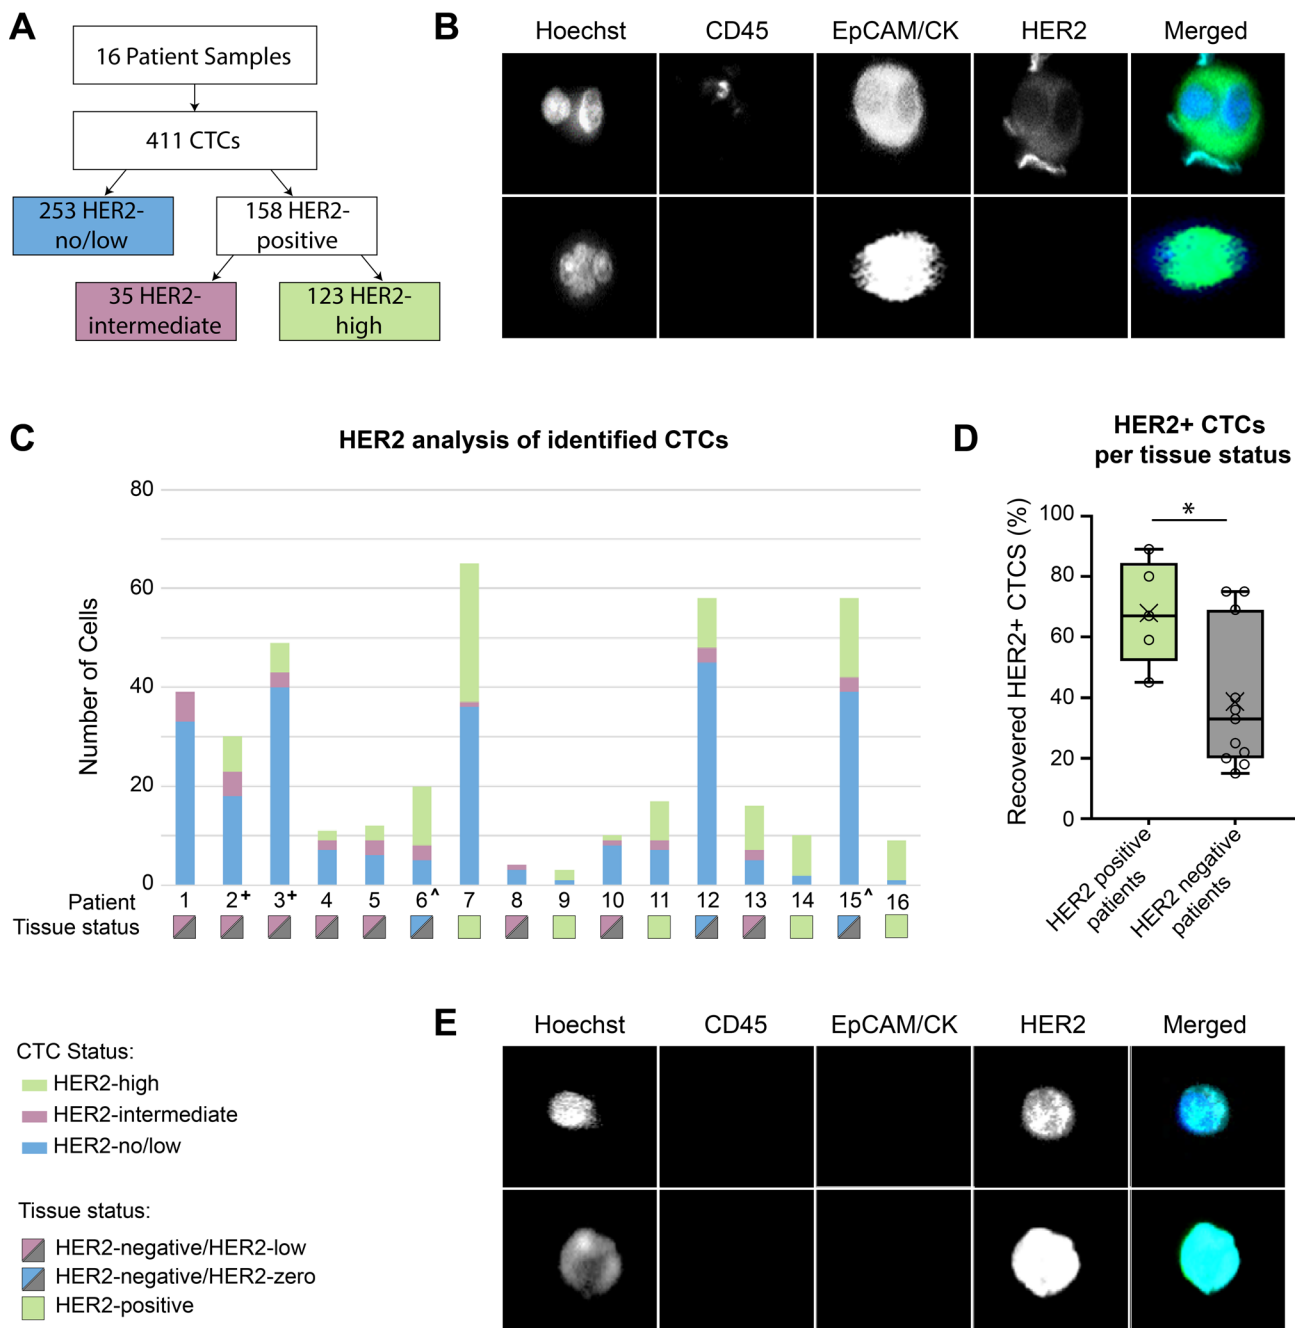 A
16 Patient Samples
411 CTCs
253 HER2-
no/low
158 HER2-
positive
35 HER2-
intermediate
123 HER2-
high
B
Hoechst CD45 EpCAM/CK HER2 Merged
C
HER2 analysis of identified CTCs
Number of Cells
80
60
40
20
0
Patient 1 2+ 3+ 4 5 6^ 7 8 9 10 11 12 13 14 15^ 16
Tissue status
D
HER2+ CTCs
per tissue status
Recovered HER2+ CTCS (%)
100
80
60
40
20
0
*
HER2 positive
patients
HER2 negative
patients
CTC Status:
HER2-high
HER2-intermediate
HER2-no/low
Tissue status:
HER2-negative/HER2-low
HER2-negative/HER2-zero
HER2-positive
E
Hoechst CD45 EpCAM/CK HER2 Merged